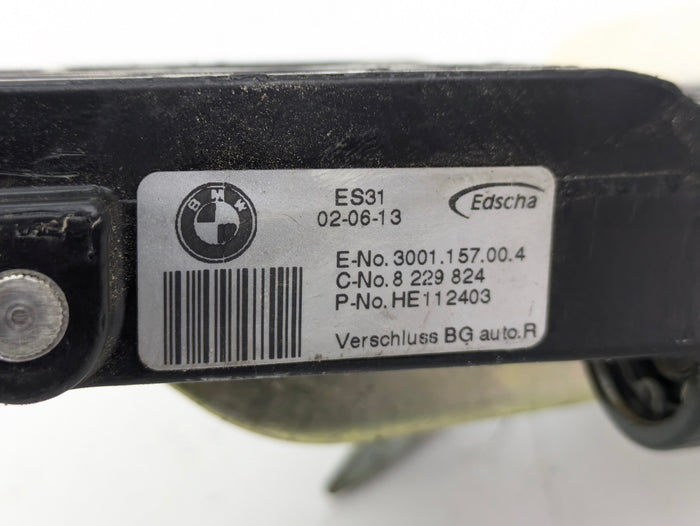 BMW
ES31
02-06-13
Edscha
E-No. 3001.157.00.4
C-No. 8 229 824
P-No. HE112403
Verschluss BG auto.R